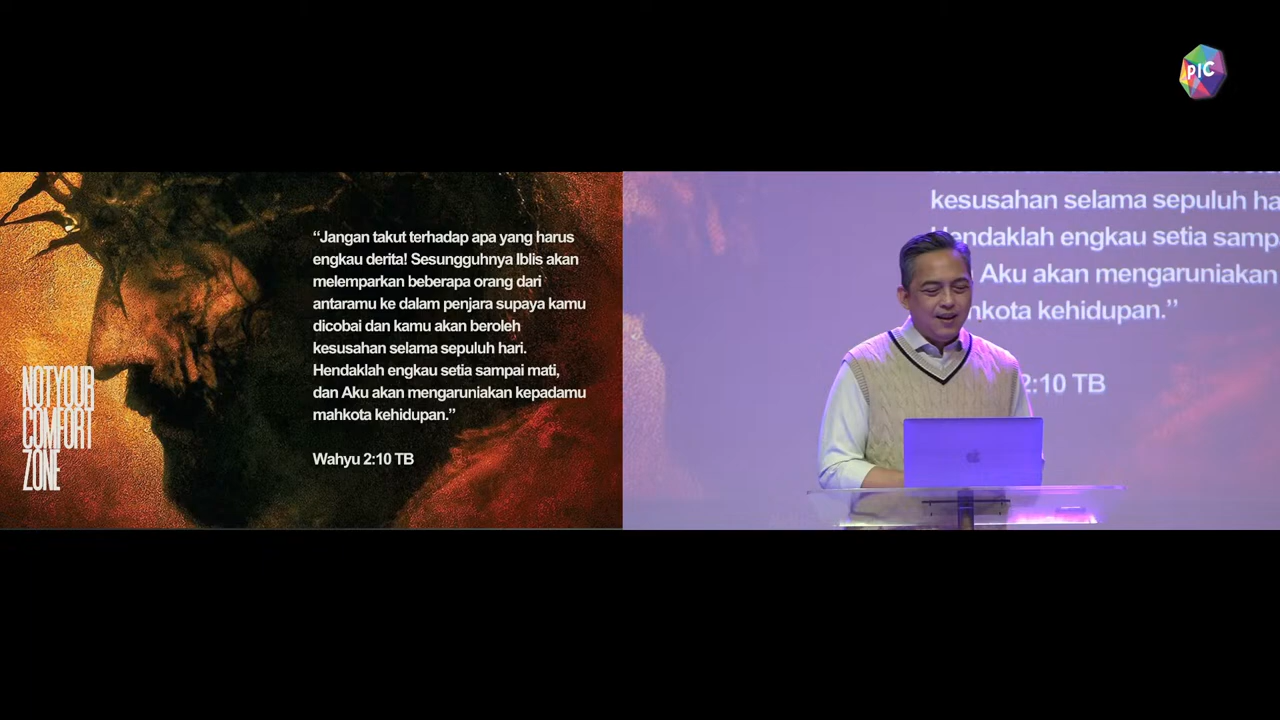 PIC
“Jangan takut terhadap apa yang harus
engkau derita! Sesungguhnya Iblis akan
melemparkan beberapa orang dari
antaramu ke dalam penjara supaya kamu
dicobai dan kamu akan beroleh
kesusahan selama sepuluh hari.
Hendaklah engkau setia sampai mati,
dan Aku akan mengaruniakan kepadamu
mahkota kehidupan.”
Wahyu 2:10 TB
NOT YOUR
COMFORT
ZONE
kesusahan selama sepuluh ha
Hendaklah engkau setia samp
Aku akan mengaruniakan
mahkota kehidupan.”
2:10 TB